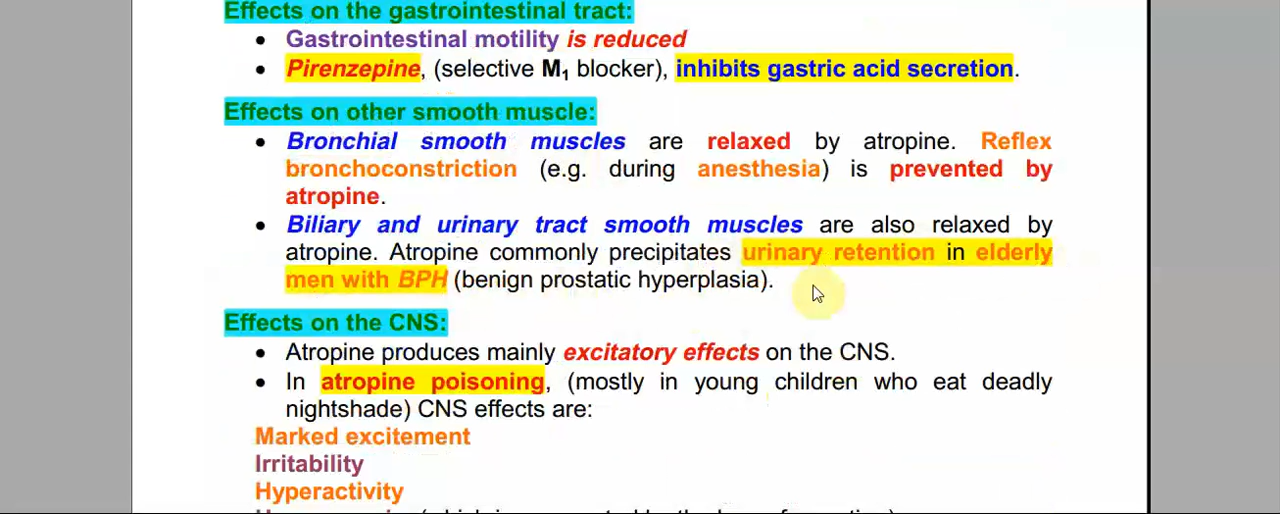 Effects on the gastrointestinal tract:
• Gastrointestinal motility is reduced
• Pirenzepine, (selective M₁ blocker), inhibits gastric acid secretion.
Effects on other smooth muscle:
• Bronchial smooth muscles are relaxed by atropine. Reflex
bronchoconstriction (e.g. during anesthesia) is prevented by
atropine.
• Biliary and urinary tract smooth muscles are also relaxed by
atropine. Atropine commonly precipitates urinary retention in elderly
men with BPH (benign prostatic hyperplasia).
Effects on the CNS:
• Atropine produces mainly excitatory effects on the CNS.
• In atropine poisoning, (mostly in young children who eat deadly
nightshade) CNS effects are:
Marked excitement
Irritability
Hyperactivity